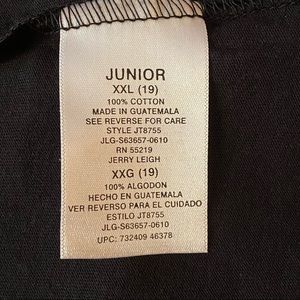 JUNIOR
XXL (19)
100% COTTON
MADE IN GUATEMALA
SEE REVERSE FOR CARE
STYLE JT8755
JLG-S63657-0610
RN 55219
JERRY LEIGH
XXG (19)
100% ALGODON
HECHO EN GUATEMALA
VER REVERSO PARA EL CUIDADO
ESTILO JT8755
JLG-S63657-0610
UPC: 732409 46378